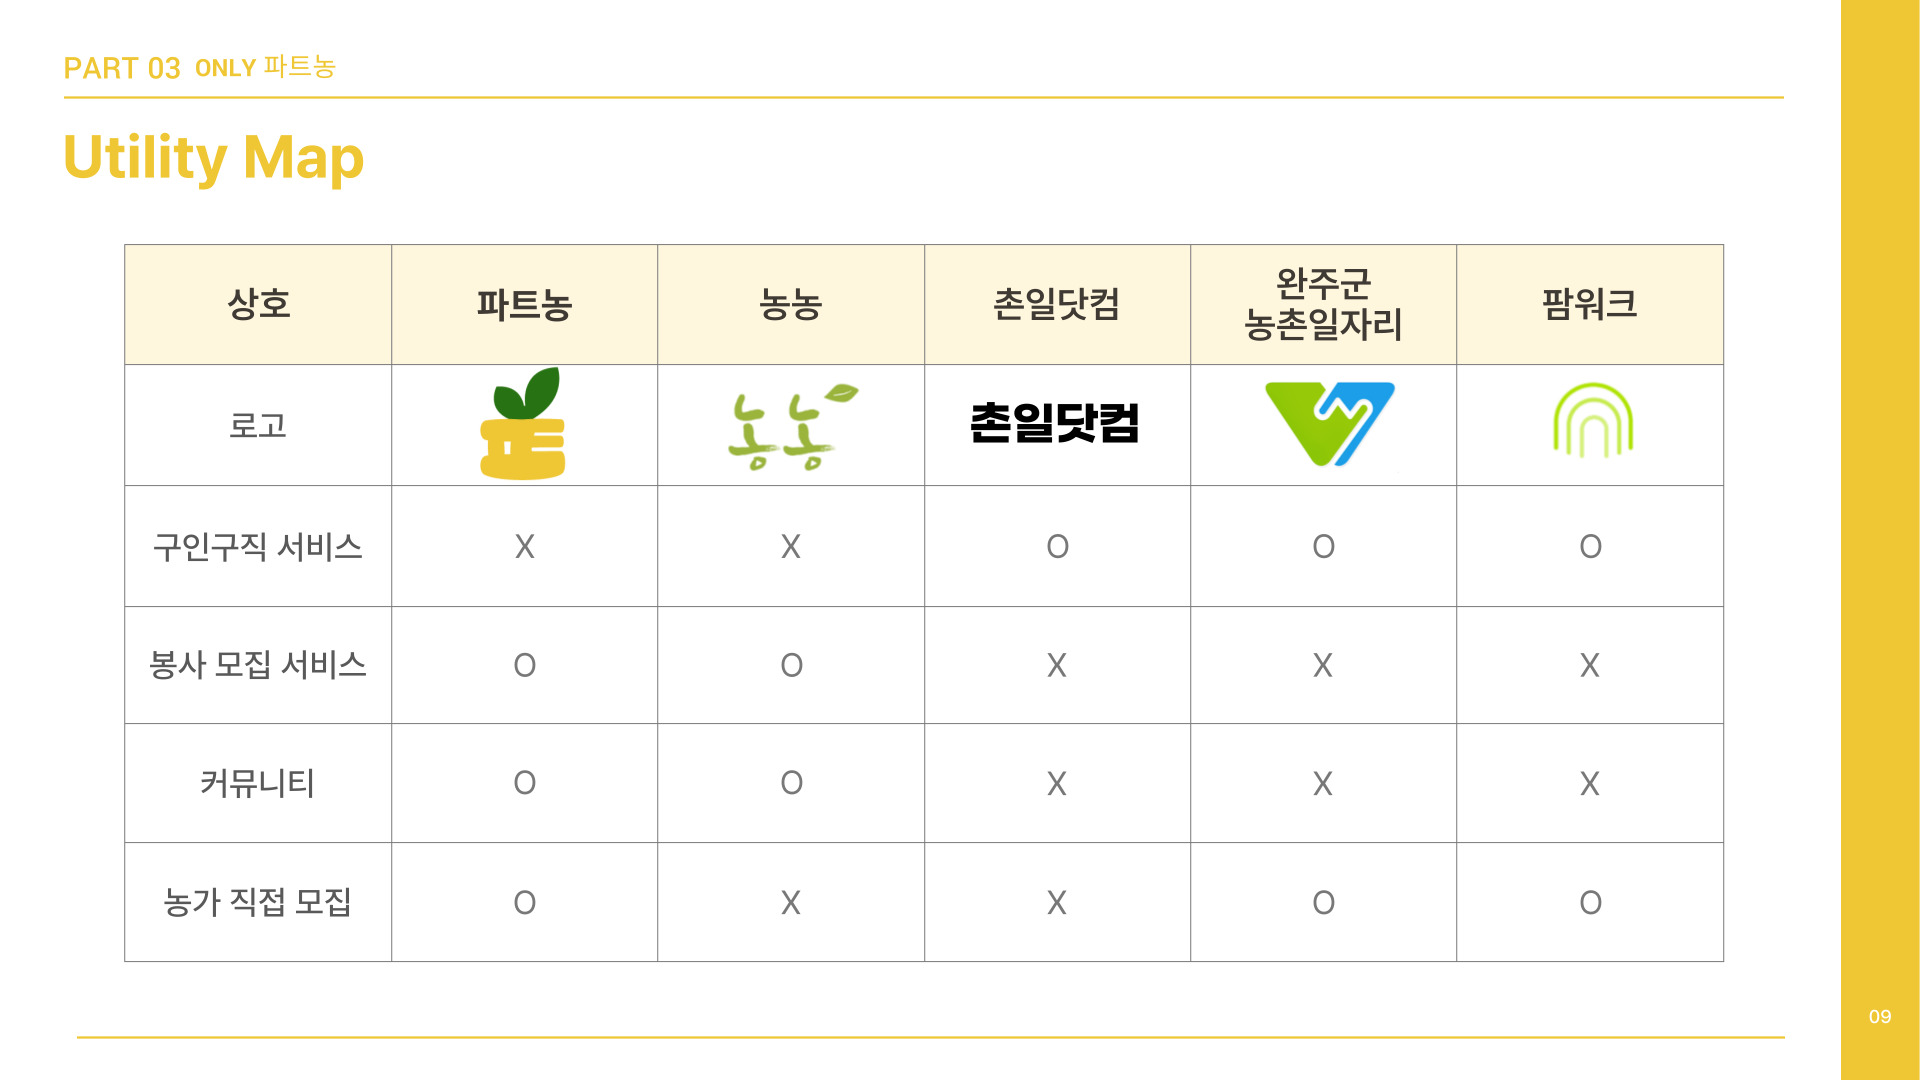 PART 03 ONLY 파트농
Utility Map
상호 파트농 농농 촌일닷컴 완주군
농촌일자리 팜워크
로고 농농 촌일닷컴
구인구직 서비스 X X O O O
봉사 모집 서비스 O O X X X
커뮤니티 O O X X X
농가 직접 모집 O X X O O
09